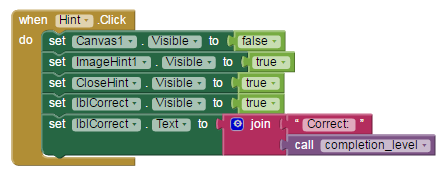 when Hint .Click
do set Canvas1 . Visible to false
set ImageHint1 . Visible to true
set CloseHint . Visible to true
set lblCorrect . Visible to true
set lblCorrect . Text to join " Correct: "
call completion_level